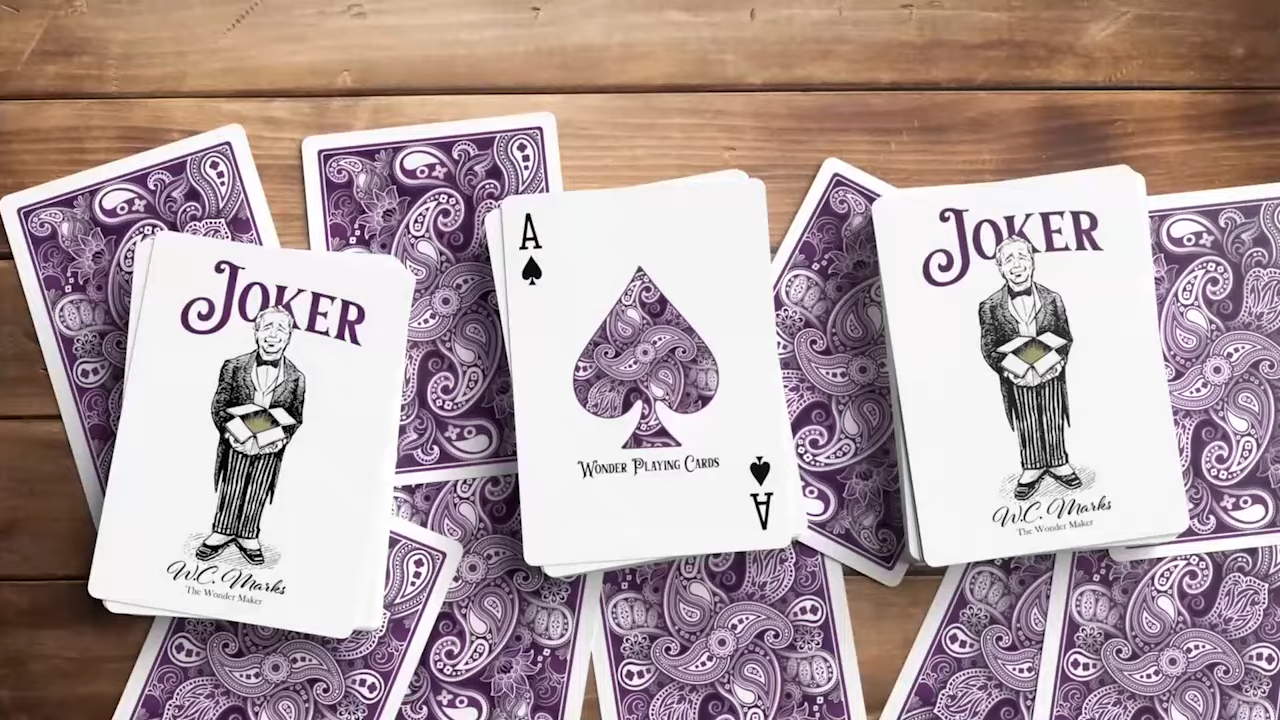 JOKER
W.C. Marks
The Wonder Maker
A
WONDER PLAYING CARDS
A
JOKER
W.C. Marks
The Wonder Maker